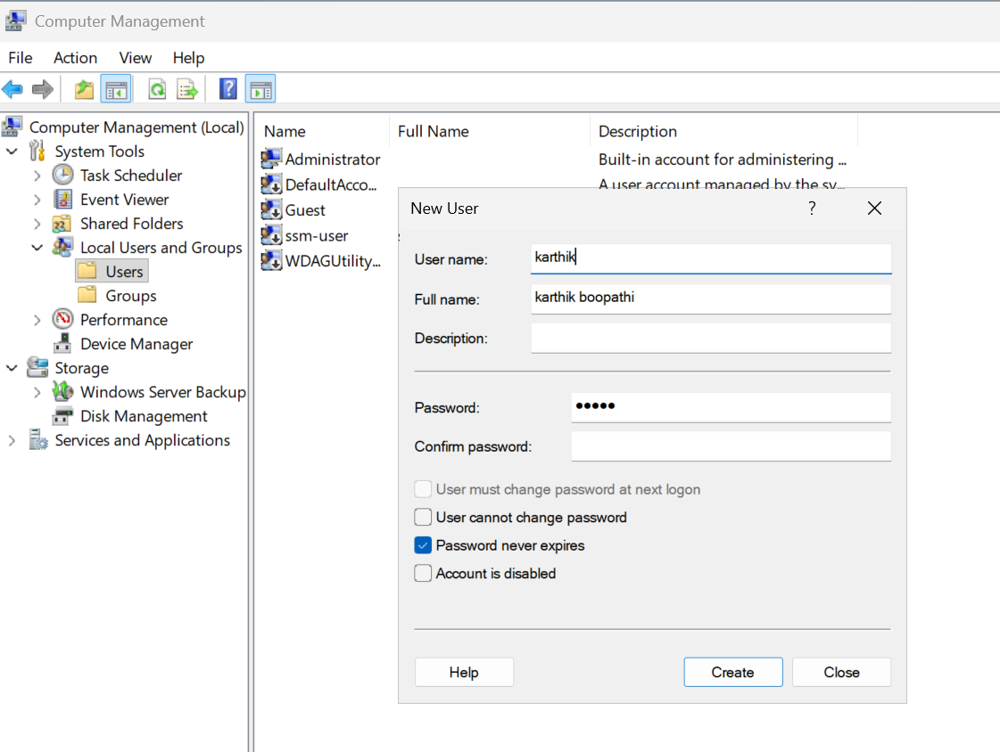 Computer Management
File Action View Help
Computer Management (Local)
System Tools
Task Scheduler
Event Viewer
Shared Folders
Local Users and Groups
Users
Groups
Performance
Device Manager
Storage
Windows Server Backup
Disk Management
Services and Applications
Name Full Name Description
Administrator Built-in account for administering ...
DefaultAcco... A user account managed by the sy...
Guest
ssm-user
WDAGUtility...
New User ?
User name: karthik
Full name: karthik boopathi
Description:
Password: •••••
Confirm password:
User must change password at next logon
User cannot change password
Password never expires
Account is disabled
Help Create Close